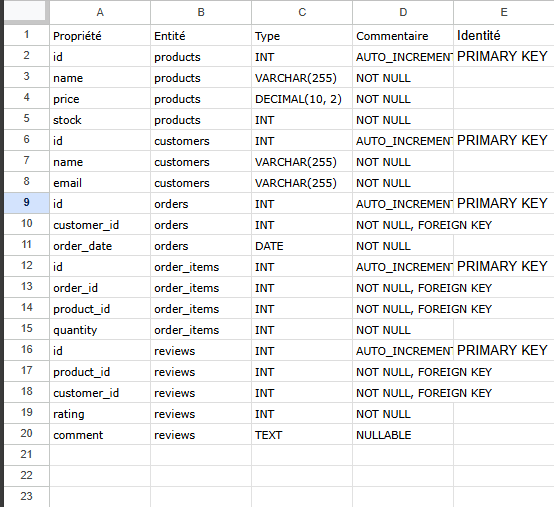 A B C D E
1 Propriété Entité Type Commentaire Identité
2 id products INT AUTO_INCREMENT PRIMARY KEY
3 name products VARCHAR(255) NOT NULL
4 price products DECIMAL(10, 2) NOT NULL
5 stock products INT NOT NULL
6 id customers INT AUTO_INCREMENT PRIMARY KEY
7 name customers VARCHAR(255) NOT NULL
8 email customers VARCHAR(255) NOT NULL
9 id orders INT AUTO_INCREMENT PRIMARY KEY
10 customer_id orders INT NOT NULL, FOREIGN KEY
11 order_date orders DATE NOT NULL
12 id order_items INT AUTO_INCREMENT PRIMARY KEY
13 order_id order_items INT NOT NULL, FOREIGN KEY
14 product_id order_items INT NOT NULL, FOREIGN KEY
15 quantity order_items INT NOT NULL
16 id reviews INT AUTO_INCREMENT PRIMARY KEY
17 product_id reviews INT NOT NULL, FOREIGN KEY
18 customer_id reviews INT NOT NULL, FOREIGN KEY
19 rating reviews INT NOT NULL
20 comment reviews TEXT NULLABLE
21
22
23